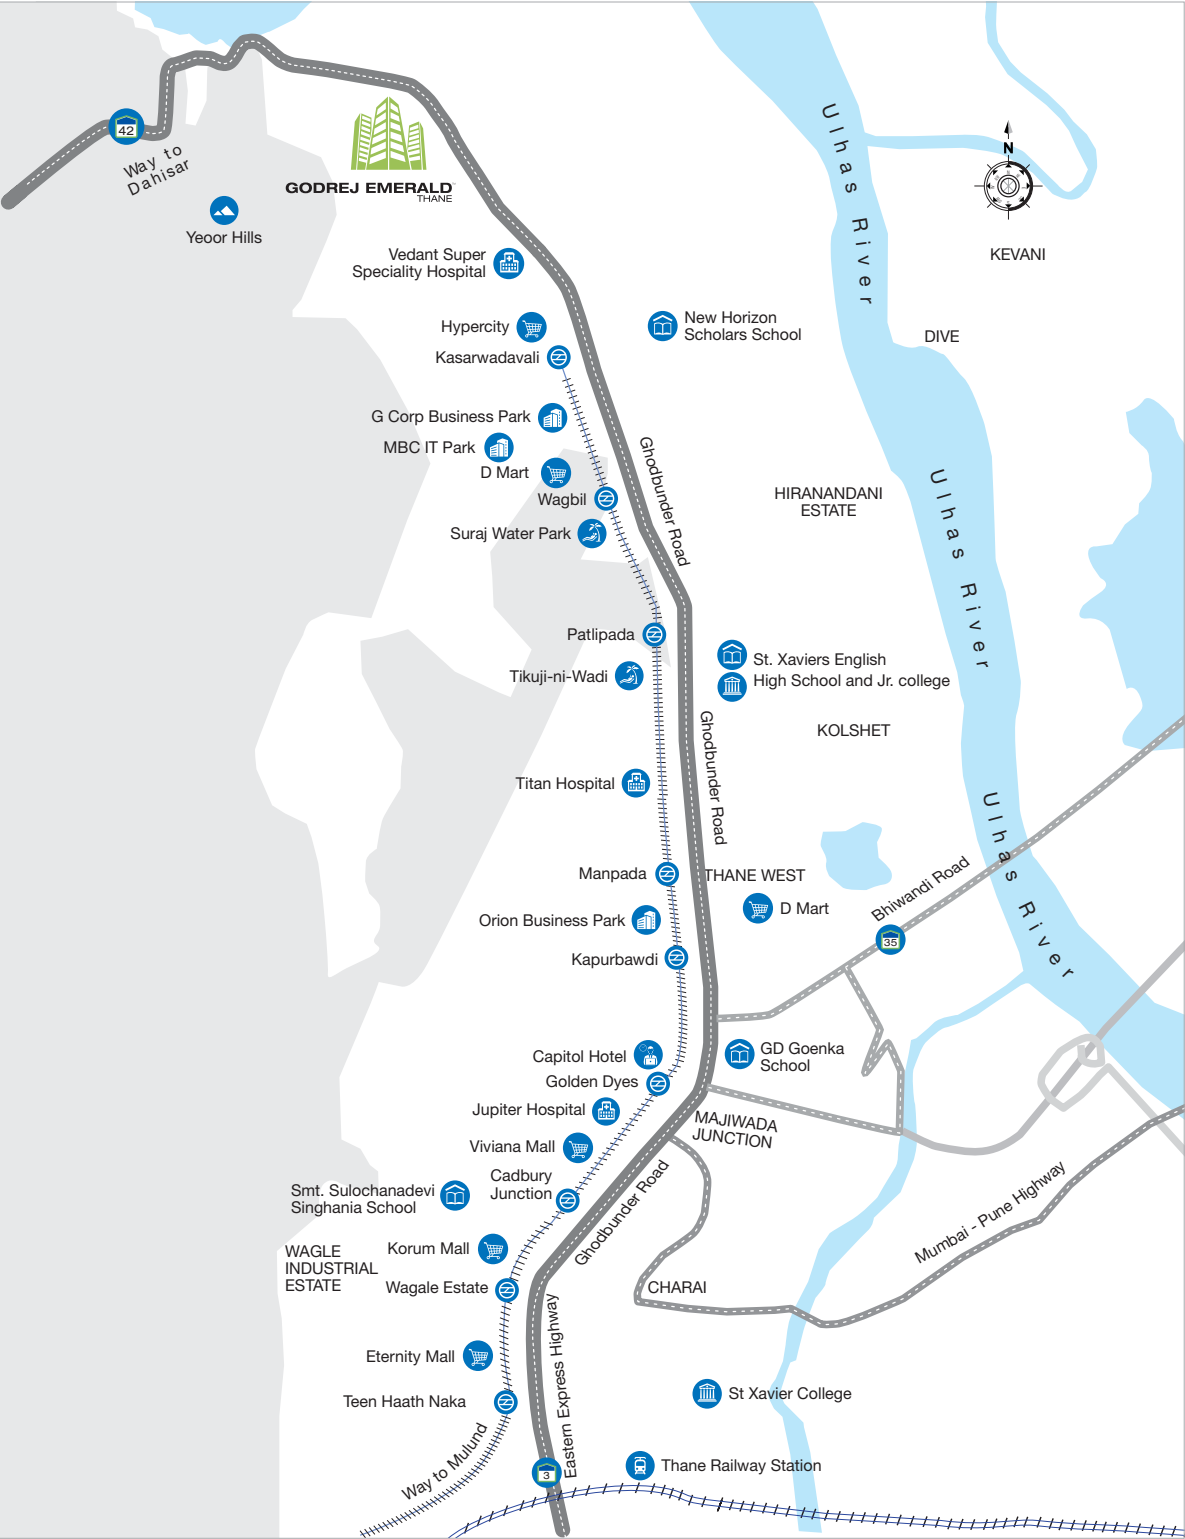 42
Way to
Dahisar
GODREJ EMERALD
THANE
Yeoor Hills
Ulhas River
N
KEVANI
Vedant Super
Speciality Hospital
Hypercity
Kasarwadavali
New Horizon
Scholars School
DIVE
G Corp Business Park
MBC IT Park
D Mart
Wagbil
Suraj Water Park
Ghodbunder Road
HIRANANDANI
ESTATE
Ulhas River
Patlipada
Tikuji-ni-Wadi
St. Xaviers English
High School and Jr. college
KOLSHET
Ghodbunder Road
Titan Hospital
Ulhas River
Manpada
THANE WEST
D Mart
Bhiwandi Road
35
Orion Business Park
Kapurbawdi
Capitol Hotel
Golden Dyes
GD Goenka
School
Jupiter Hospital
MAJIWADA
JUNCTION
Viviana Mall
Cadbury
Junction
Smt. Sulochanadevi
Singhania School
Ghodbunder Road
Mumbai - Pune Highway
Korum Mall
WAGLE
INDUSTRIAL
ESTATE
Wagale Estate
CHARAI
Eastern Express Highway
Eternity Mall
Teen Haath Naka
St Xavier College
Way to Mulund
3
Thane Railway Station